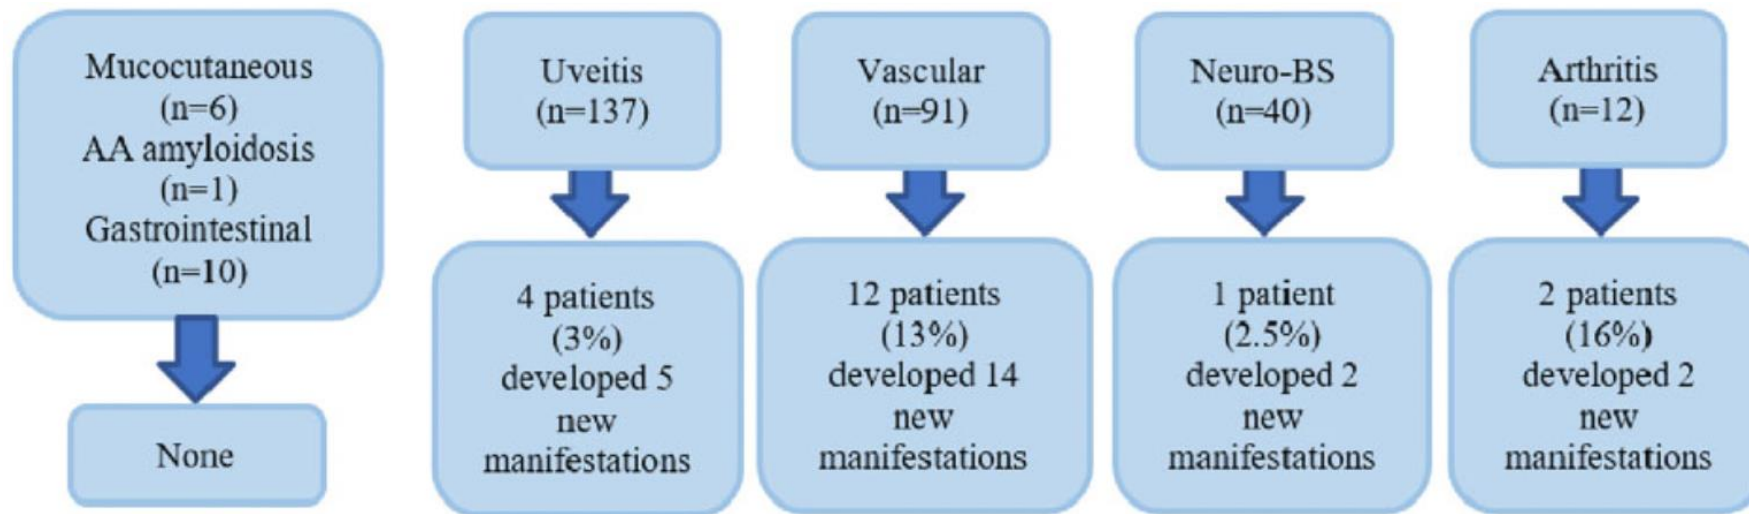 Mucocutaneous
(n=6)
AA amyloidosis
(n=1)
Gastrointestinal
(n=10)
None
Uveitis
(n=137)
4 patients
(3%)
developed 5
new
manifestations
Vascular
(n=91)
12 patients
(13%)
developed 14
new
manifestations
Neuro-BS
(n=40)
1 patient
(2.5%)
developed 2
new
manifestations
Arthritis
(n=12)
2 patients
(16%)
developed 2
new
manifestations